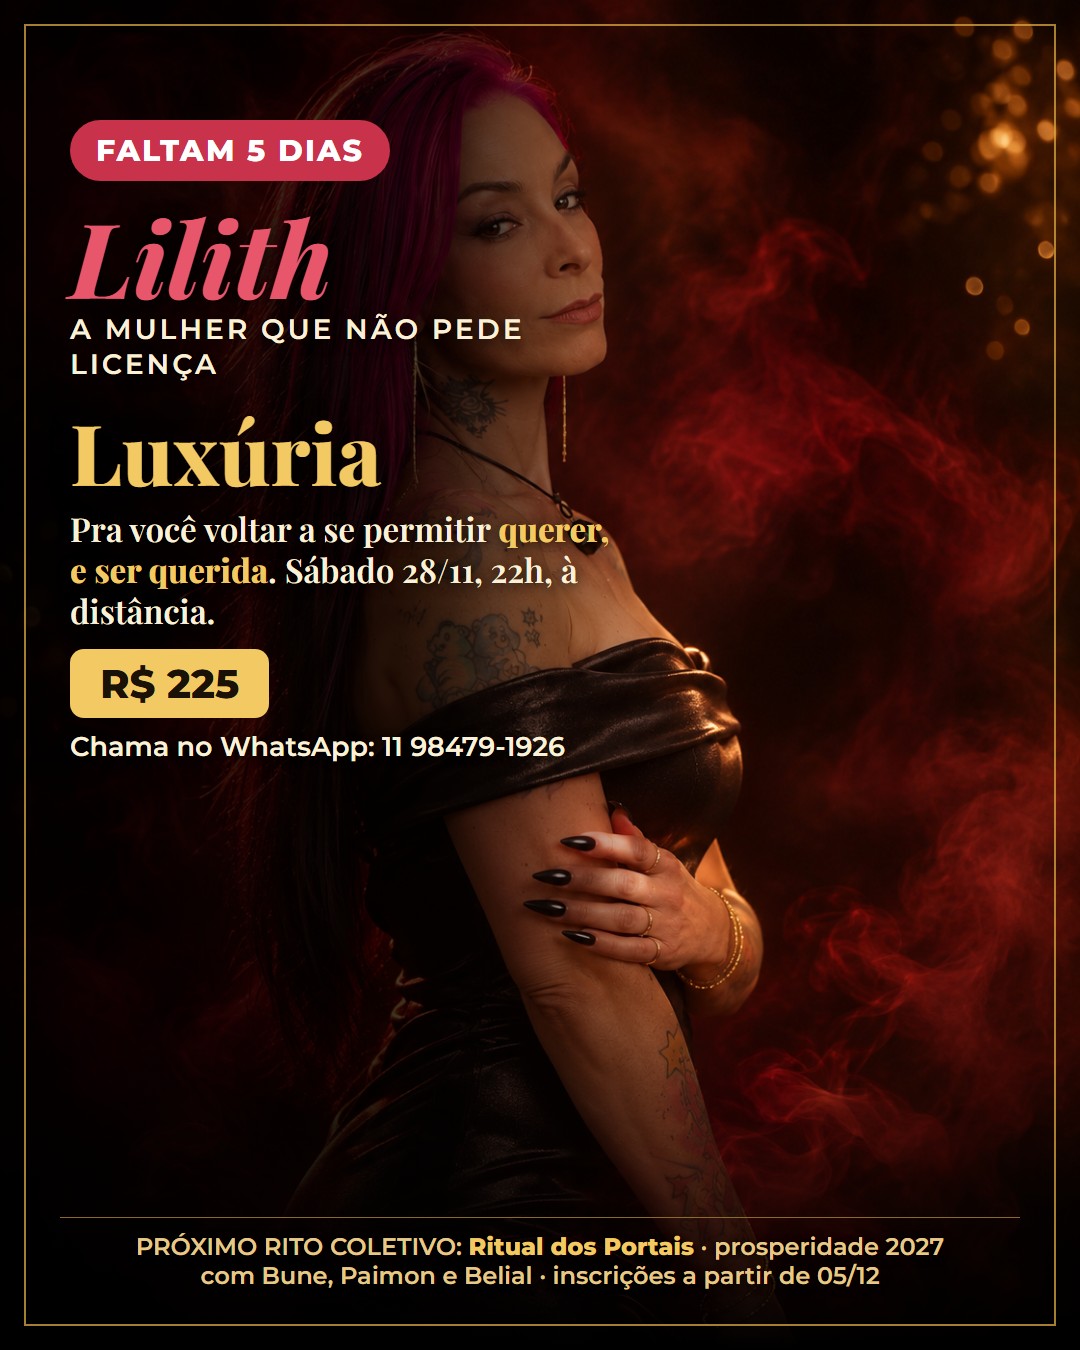 FALTAM 5 DIAS
Lilith
A MULHER QUE NÃO PEDE
LICENÇA
Luxúria
Pra você voltar a se permitir querer,
e ser querida. Sábado 28/11, 22h, à
distância.
R$ 225
Chama no WhatsApp: 11 98479-1926
PRÓXIMO RITO COLETIVO: Ritual dos Portais · prosperidade 2027
com Bune, Paimon e Belial · inscrições a partir de 05/12